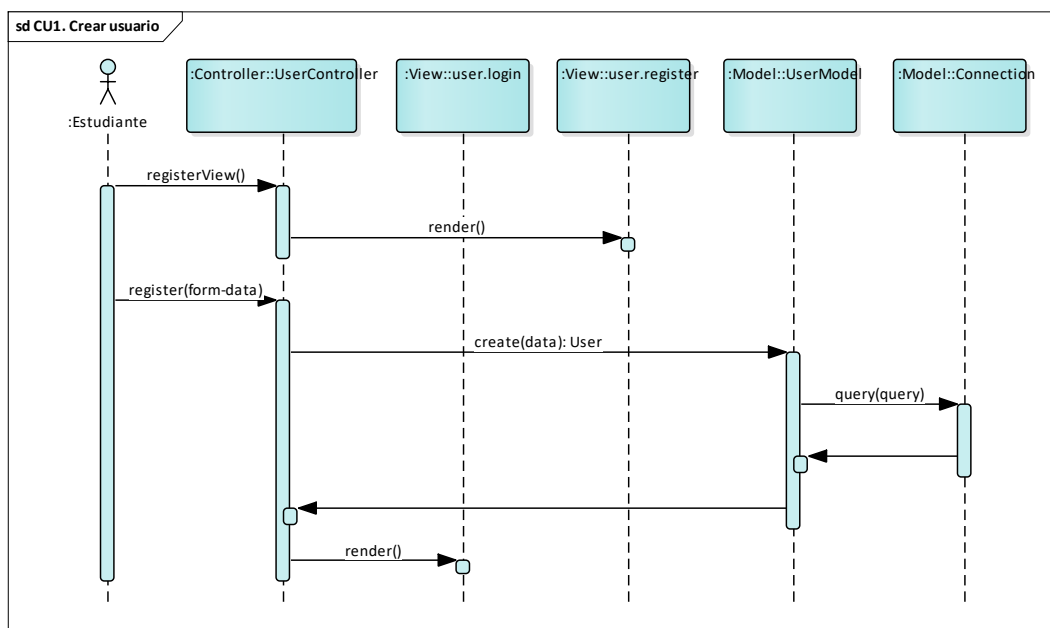 sd CU1. Crear usuario
:Estudiante
:Controller::UserController
:View::user.login
:View::user.register
:Model::UserModel
:Model::Connection
registerView()
render()
register(form-data)
create(data): User
query(query)
render()